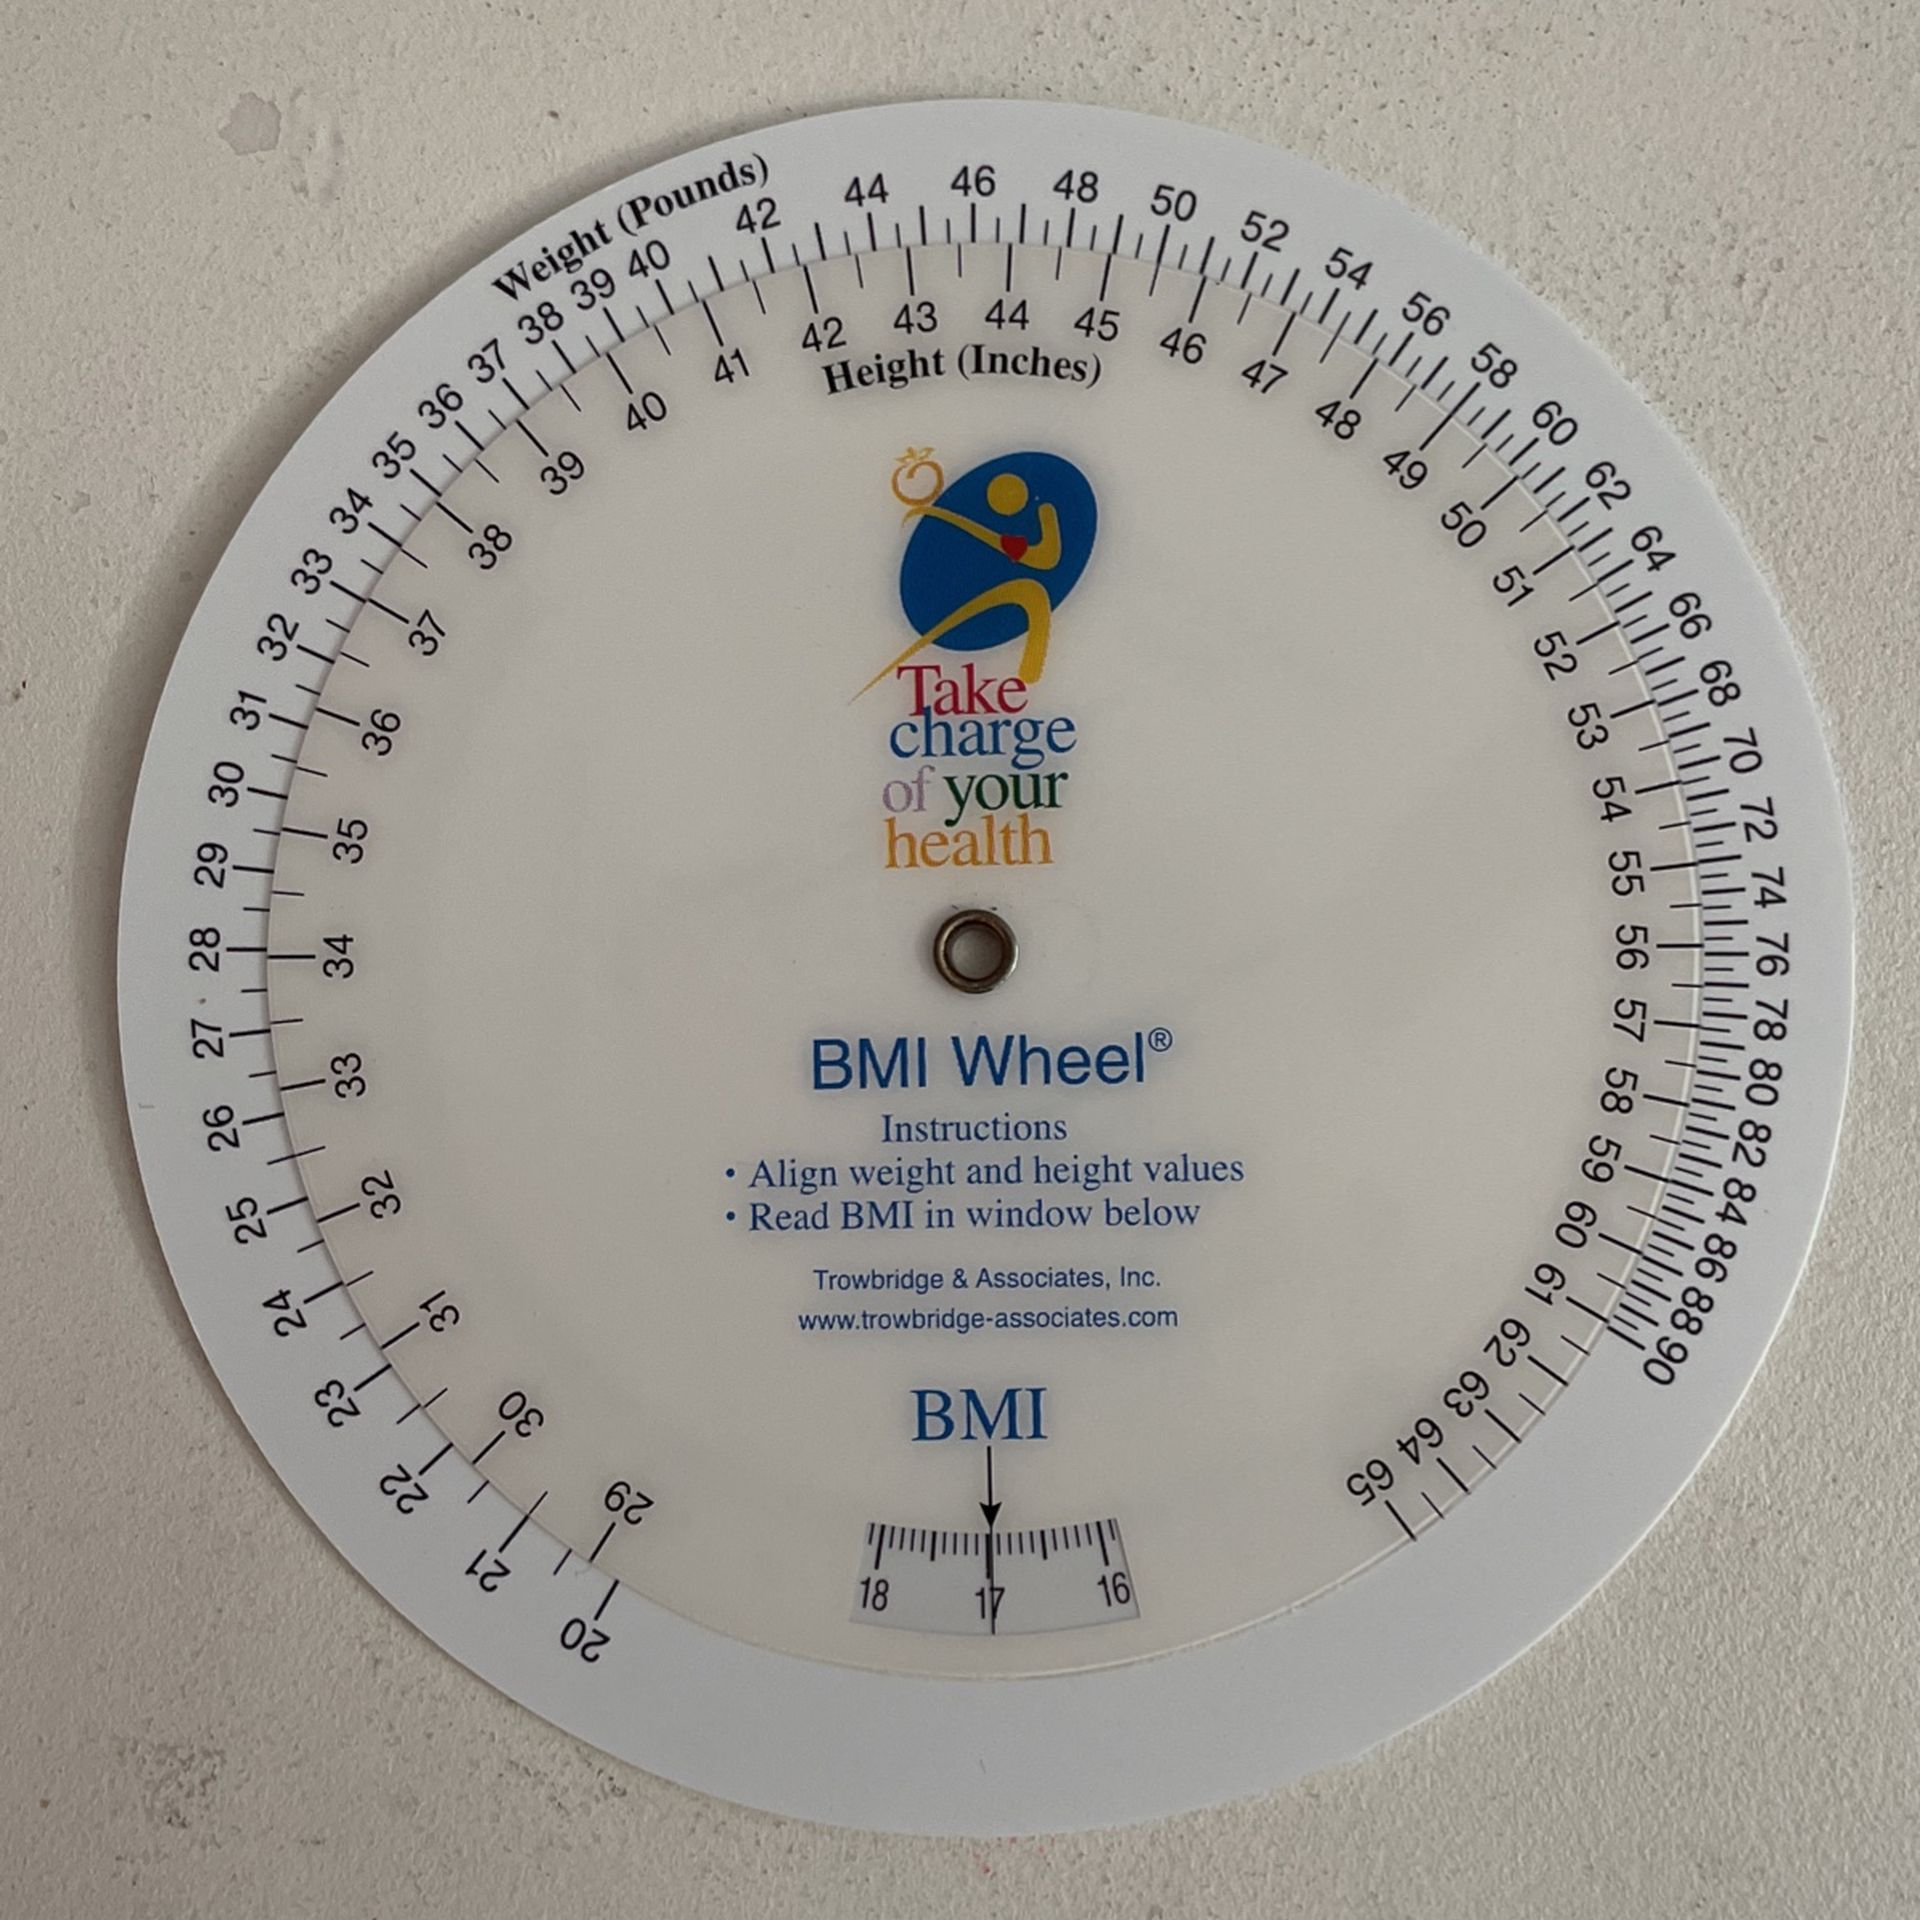 Weight (Pounds)
20 21 22 23 24 25 26 27 28 29 30 31 32 33 34 35 36 37 38 39 40 42 44 46 48 50 52 54 56 58 60 62 64 66 68 70 72 74 76 78 80 82 84 86 88 90
29 30 31 32 33 34 35 36 37 38 39 40 41 42 43 44 45 46 47 48 49 50 51 52 53 54 55 56 57 58 59 60 61 62 63 64 65
Height (Inches)
Take
charge
of your
health
BMI Wheel®
Instructions
• Align weight and height values
• Read BMI in window below
Trowbridge & Associates, Inc.
www.trowbridge-associates.com
BMI
18 17 16